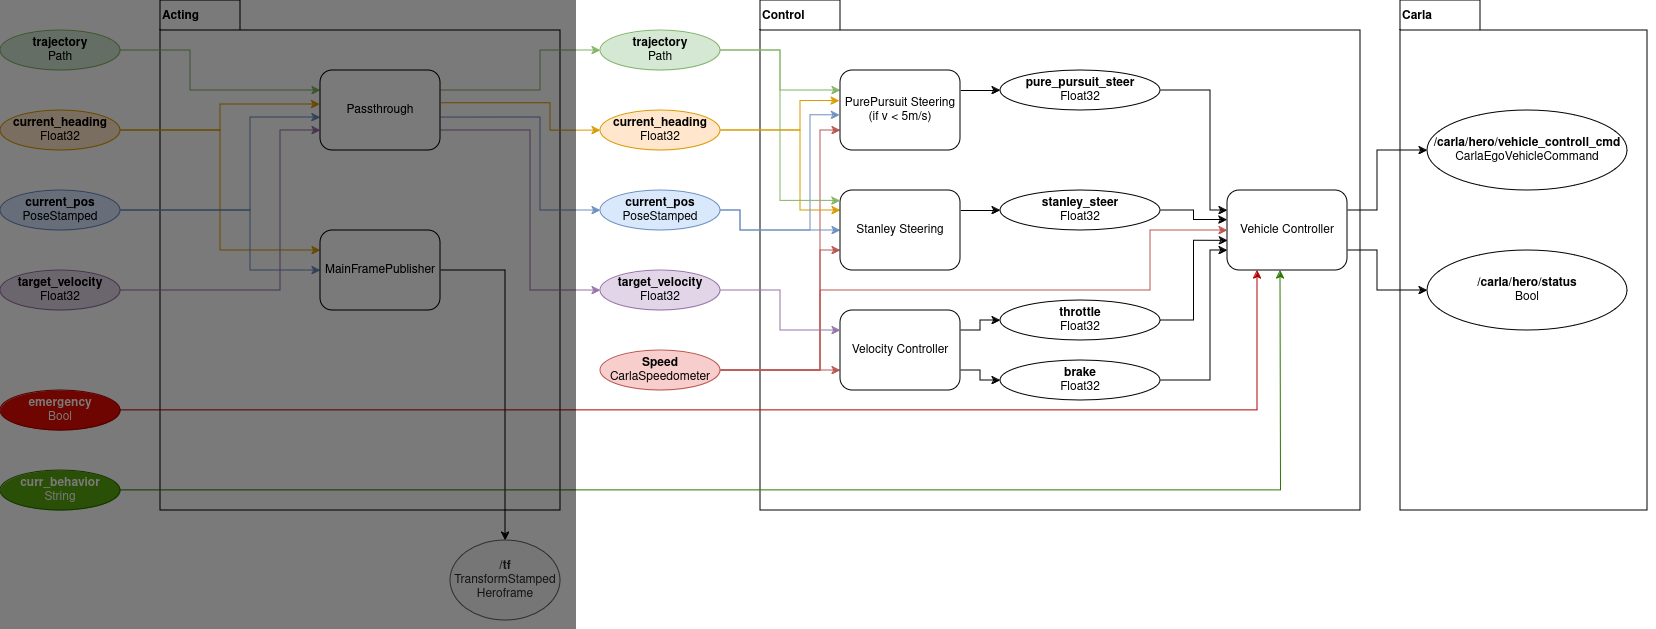 Acting
trajectory
Path
current_heading
Float32
current_pos
PoseStamped
target_velocity
Float32
emergency
Bool
curr_behavior
String
Passthrough
MainFramePublisher
/tf
TransformStamped
Heroframe
trajectory
Path
current_heading
Float32
current_pos
PoseStamped
target_velocity
Float32
Speed
CarlaSpeedometer
Control
PurePursuit Steering
(if v < 5m/s)
Stanley Steering
Velocity Controller
pure_pursuit_steer
Float32
stanley_steer
Float32
throttle
Float32
brake
Float32
Vehicle Controller
Carla
/carla/hero/vehicle_controll_cmd
CarlaEgoVehicleCommand
/carla/hero/status
Bool